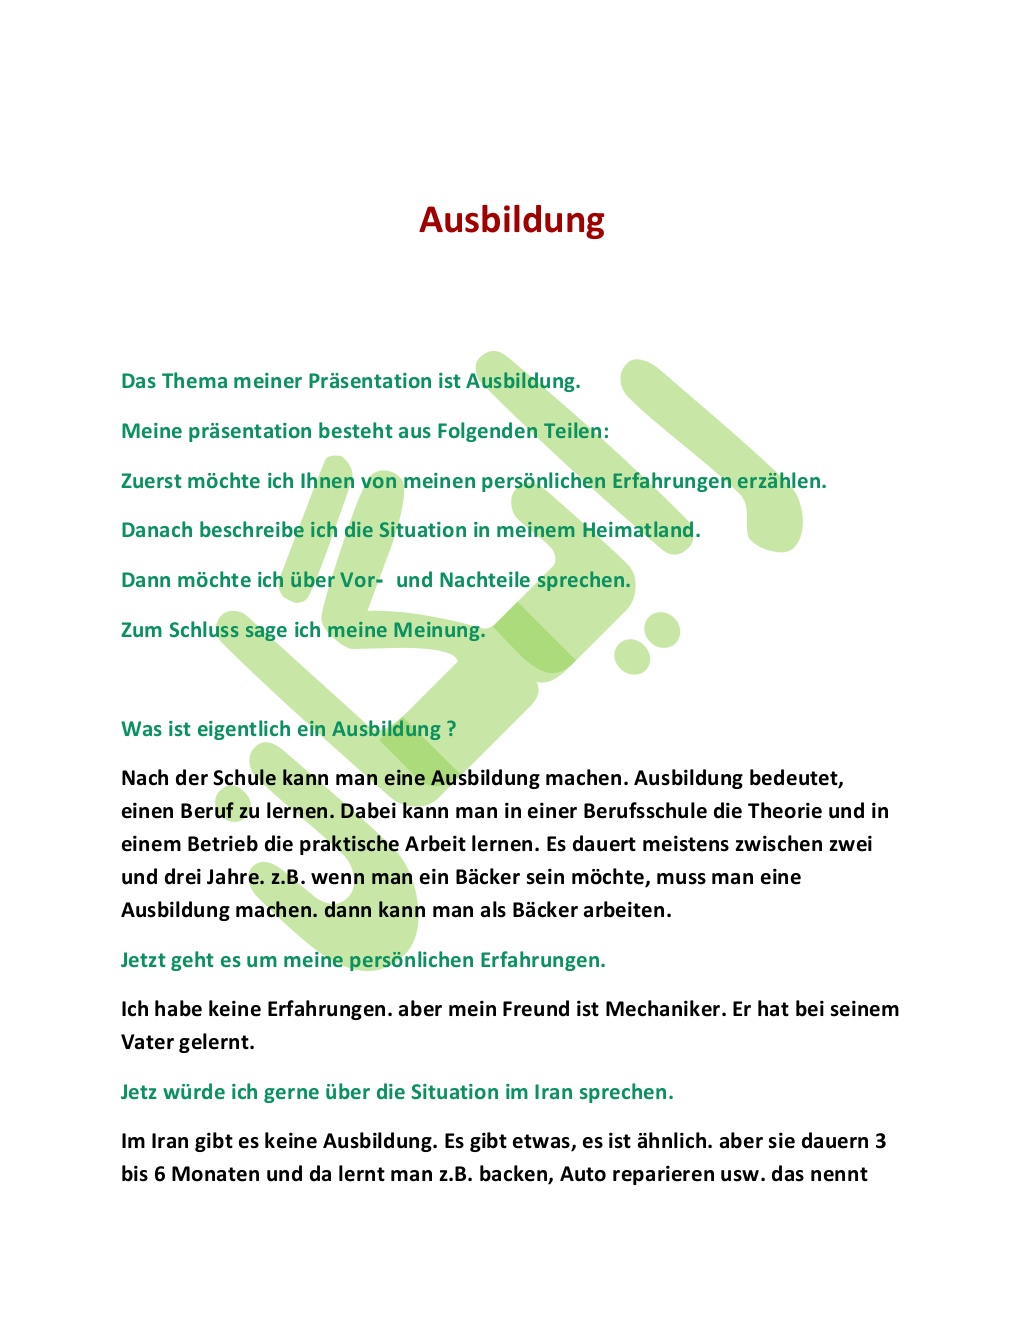 Ausbildung
Das Thema meiner Präsentation ist Ausbildung.
Meine präsentation besteht aus Folgenden Teilen:
Zuerst möchte ich Ihnen von meinen persönlichen Erfahrungen erzählen.
Danach beschreibe ich die Situation in meinem Heimatland.
Dann möchte ich über Vor-  und Nachteile sprechen.
Zum Schluss sage ich meine Meinung.
Was ist eigentlich ein Ausbildung ?
Nach der Schule kann man eine Ausbildung machen. Ausbildung bedeutet,
einen Beruf zu lernen. Dabei kann man in einer Berufsschule die Theorie und in
einem Betrieb die praktische Arbeit lernen. Es dauert meistens zwischen zwei
und drei Jahre. z.B. wenn man ein Bäcker sein möchte, muss man eine
Ausbildung machen. dann kann man als Bäcker arbeiten.
Jetzt geht es um meine persönlichen Erfahrungen.
Ich habe keine Erfahrungen. aber mein Freund ist Mechaniker. Er hat bei seinem
Vater gelernt.
Jetz würde ich gerne über die Situation im Iran sprechen.
Im Iran gibt es keine Ausbildung. Es gibt etwas, es ist ähnlich. aber sie dauern 3
bis 6 Monaten und da lernt man z.B. backen, Auto reparieren usw. das nennt
رایگان